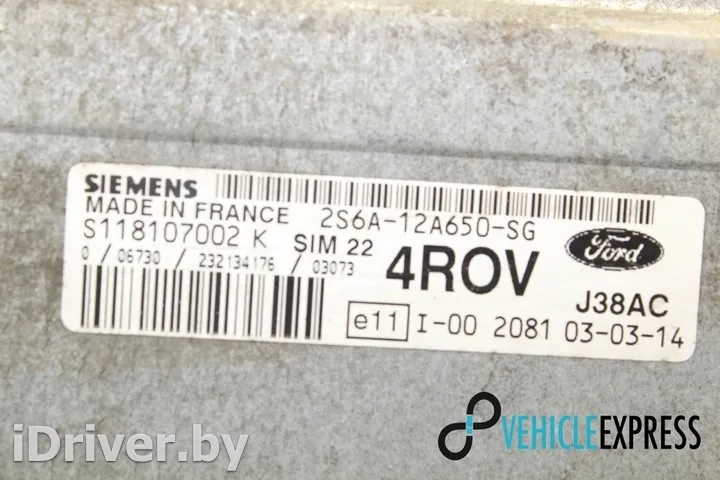 SIEMENS
MADE IN FRANCE 2S6A-12A650-SG
S118107002 K SIM 22
0 / 06730 / 232134176 / 03073
4ROV
Ford
J38AC
e11 I-00 2081 03-03-14
iDriver.by
VEHICLEEXPRESS